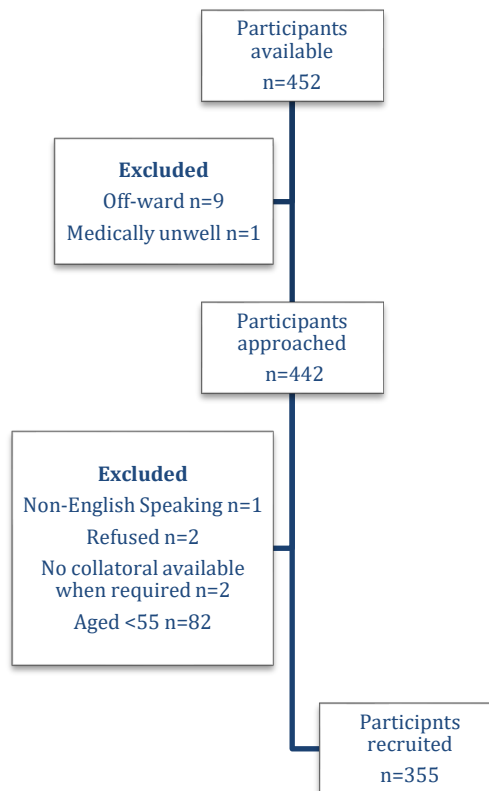 Participants
available
n=452
Excluded
Off-ward n=9
Medically unwell n=1
Participants
approached
n=442
Excluded
Non-English Speaking n=1
Refused n=2
No collatoral available
when required n=2
Aged <55 n=82
Particpnts
recruited
n=355